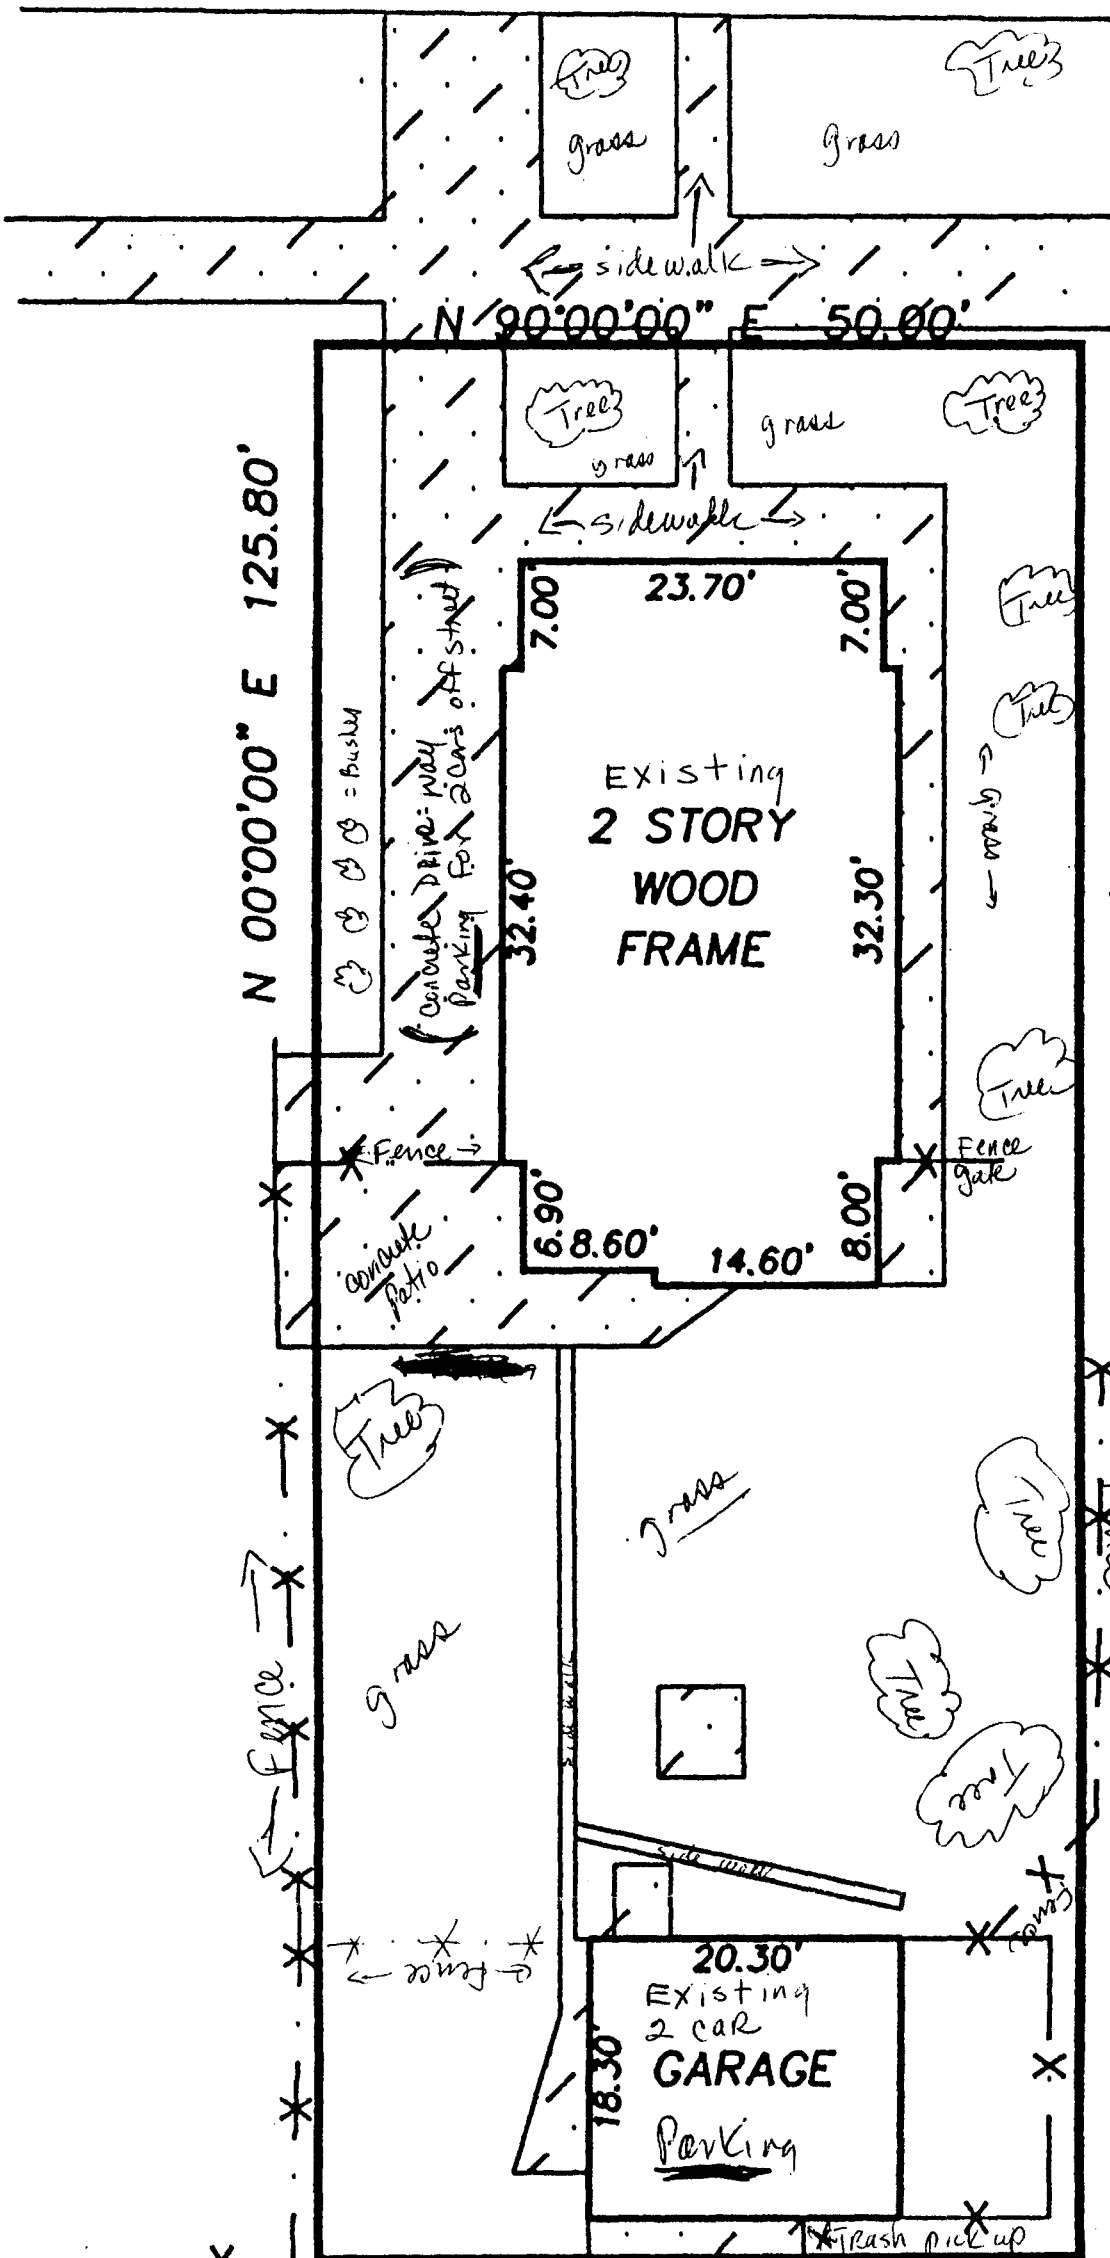 Tree
Tree
grass
grass
← sidewalk →
N 90°00'00" E 50.00'
Tree
Tree
grass
grass
← sidewalk →
N 00°00'00" E 125.80'
23.70'
7.00'
7.00'
Tree
Tree
← Grass →
= Bushes
(Concrete Drive-way
Parking For 2 cars off street)
Existing
2 STORY
WOOD
FRAME
32.40'
32.30'
Tree
← Fence →
Fence
gate
6.90'
8.60'
14.60'
8.00'
concrete
Patio
Tree
grass
Tree
← Fence →
grass
side walk
Tree
Tree
side walk
Fence
← Fence →
20.30'
Existing
2 CAR
GARAGE
Parking
18.30'
Trash pick up